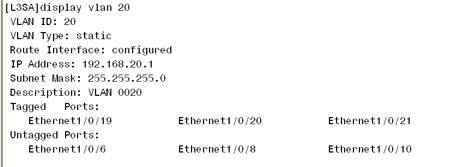 [L3SA]display vlan 20
VLAN ID: 20
VLAN Type: static
Route Interface: configured
IP Address: 192.168.20.1
Subnet Mask: 255.255.255.0
Description: VLAN 0020
Tagged   Ports:
Ethernet1/0/19   Ethernet1/0/20   Ethernet1/0/21
Untagged Ports:
Ethernet1/0/6   Ethernet1/0/8   Ethernet1/0/10